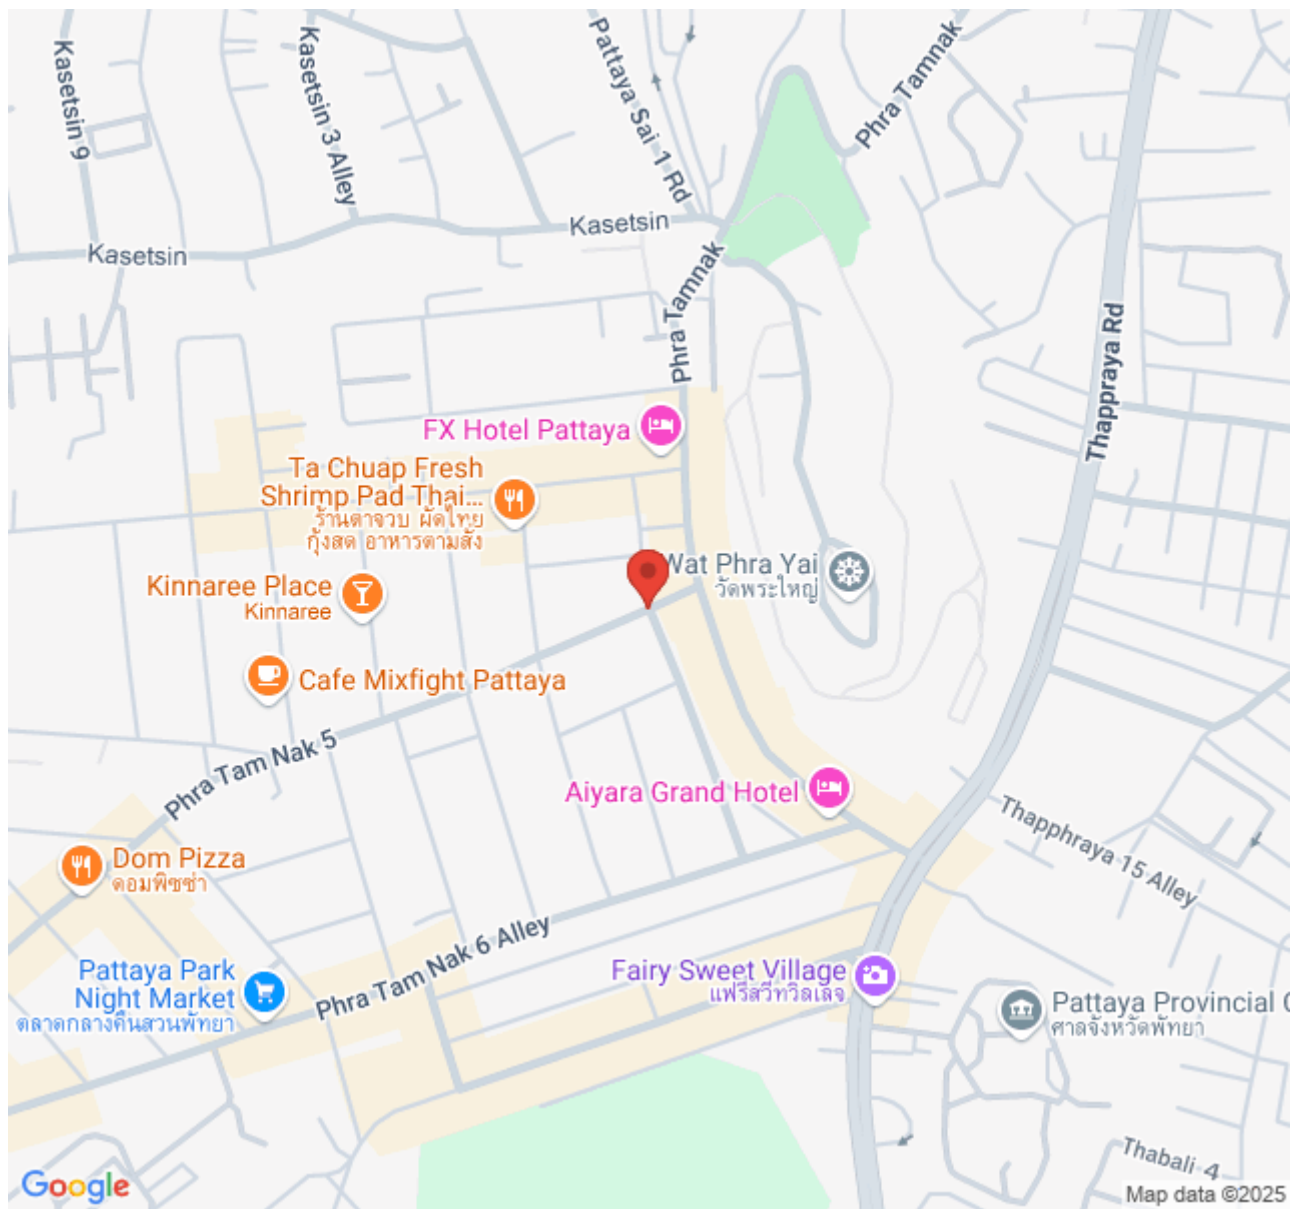 Kasetsin 9
Kasetsin 3 Alley
Pattaya Sai 1 Rd
Phra Tamnak
Kasetsin
Kasetsin
Phra Tamnak
Thappraya Rd
FX Hotel Pattaya
Ta Chuap Fresh
Shrimp Pad Thai...
ร้านตาจวบ ผัดไทย
กุ้งสด อาหารตามสั่ง
Wat Phra Yai
วัดพระใหญ่
Kinnaree Place
Kinnaree
Cafe Mixfight Pattaya
Phra Tam Nak 5
Aiyara Grand Hotel
Thapphraya 15 Alley
Dom Pizza
ดอมพิซซ่า
Phra Tam Nak 6 Alley
Pattaya Park
Night Market
ตลาดกลางคืนสวนพัทยา
Fairy Sweet Village
แฟรี่สวีทวิลเลจ
Pattaya Provincial C
ศาลจังหวัดพัทยา
Thabali 4
Google
Map data ©2025